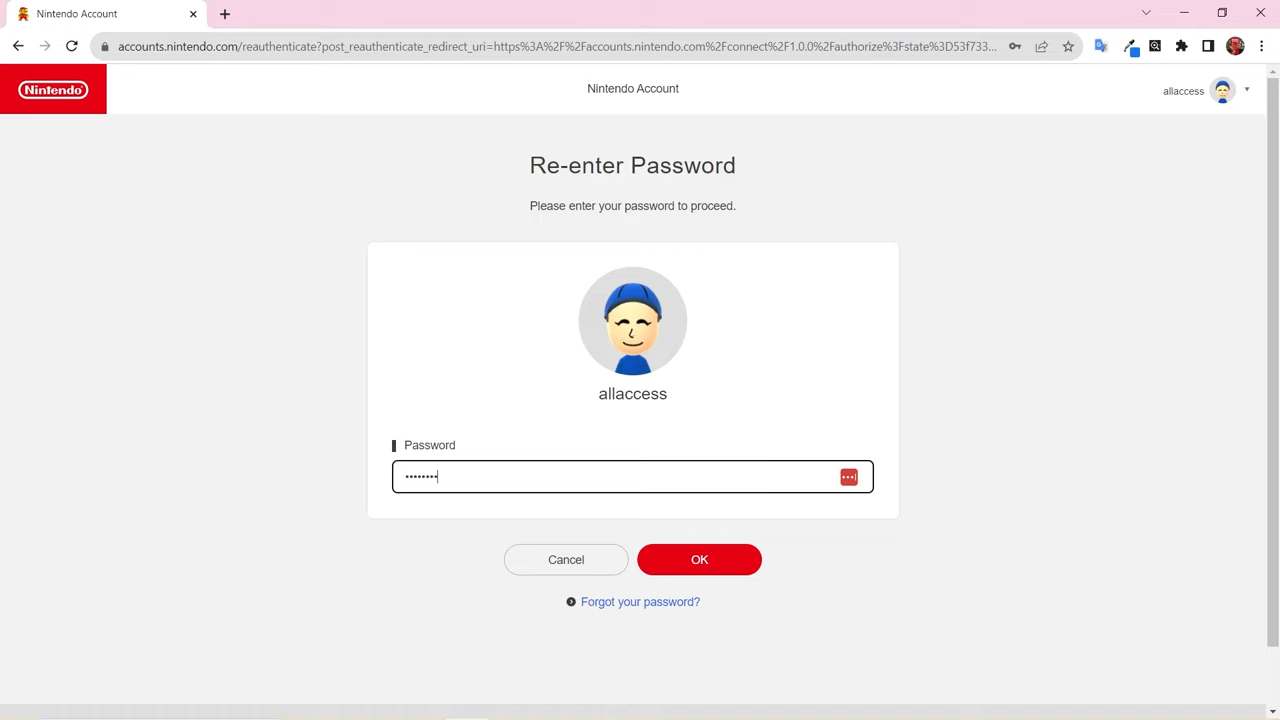 Nintendo Account
accounts.nintendo.com/reauthenticate?post_reauthenticate_redirect_uri=https%3A%2F%2Faccounts.nintendo.com%2Fconnect%2F1.0.0%2Fauthorize%3Fstate%3D53f733...
Nintendo
Nintendo Account
allaccess
Re-enter Password
Please enter your password to proceed.
allaccess
Password
••••••••
Cancel
OK
Forgot your password?